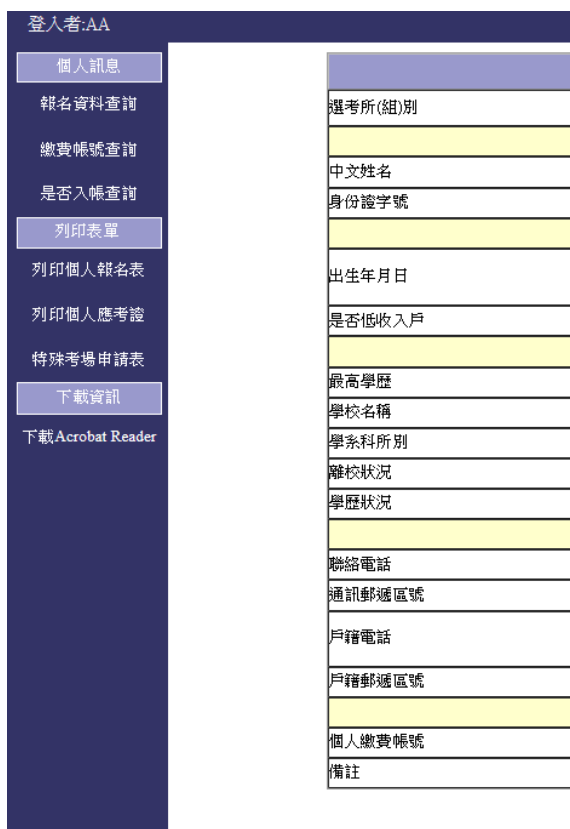 登入者:AA
個人訊息
報名資料查詢
繳費帳號查詢
是否入帳查詢
列印表單
列印個人報名表
列印個人應考證
特殊考場申請表
下載資訊
下載Acrobat Reader
選考所(組)別
中文姓名
身份證字號
出生年月日
是否低收入戶
最高學歷
學校名稱
學系科所別
離校狀況
學歷狀況
聯絡電話
通訊郵遞區號
戶籍電話
戶籍郵遞區號
個人繳費帳號
備註